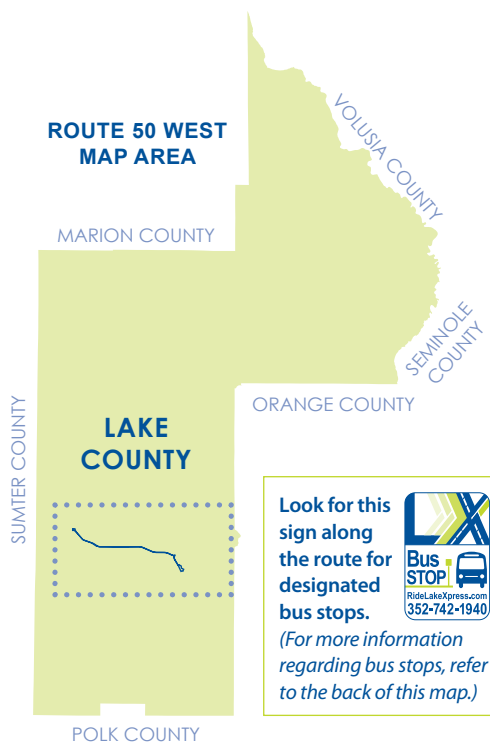 ROUTE 50 WEST
MAP AREA
VOLUSIA COUNTY
MARION COUNTY
SEMINOLE
COUNTY
ORANGE COUNTY
SUMTER COUNTY
LAKE
COUNTY
Look for this
sign along
the route for
designated
bus stops.
(For more information
regarding bus stops, refer
to the back of this map.)
LX
Bus
STOP
RideLakeXpress.com
352-742-1940
POLK COUNTY